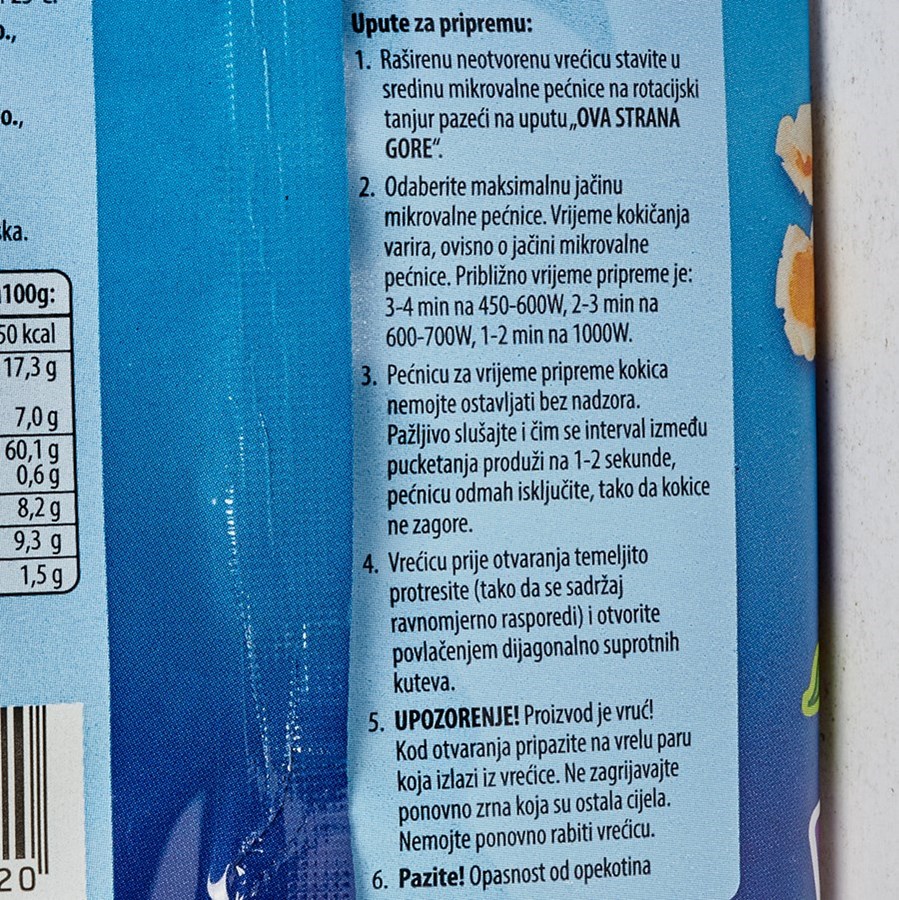 o.,
ka.
100g:
50 kcal
17,3 g
7,0 g
60,1 g
0,6 g
8,2 g
9,3 g
1,5 g
20
Upute za pripremu:
1. Raširenu neotvorenu vrećicu stavite u
sredinu mikrovalne pećnice na rotacijski
tanjur pazeći na uputu „OVA STRANA
GORE“.
2. Odaberite maksimalnu jačinu
mikrovalne pećnice. Vrijeme kokičanja
varira, ovisno o jačini mikrovalne
pećnice. Približno vrijeme pripreme je:
3-4 min na 450-600W, 2-3 min na
600-700W, 1-2 min na 1000W.
3. Pećnicu za vrijeme pripreme kokica
nemojte ostavljati bez nadzora.
Pažljivo slušajte i čim se interval između
pucketanja produži na 1-2 sekunde,
pećnicu odmah isključite, tako da kokice
ne zagore.
4. Vrećicu prije otvaranja temeljito
protresite (tako da se sadržaj
ravnomjerno rasporedi) i otvorite
povlačenjem dijagonalno suprotnih
kuteva.
5. UPOZORENJE! Proizvod je vruć!
Kod otvaranja pripazite na vrelu paru
koja izlazi iz vrećice. Ne zagrijavajte
ponovno zrna koja su ostala cijela.
Nemojte ponovno rabiti vrećicu.
6. Pazite! Opasnost od opekotina